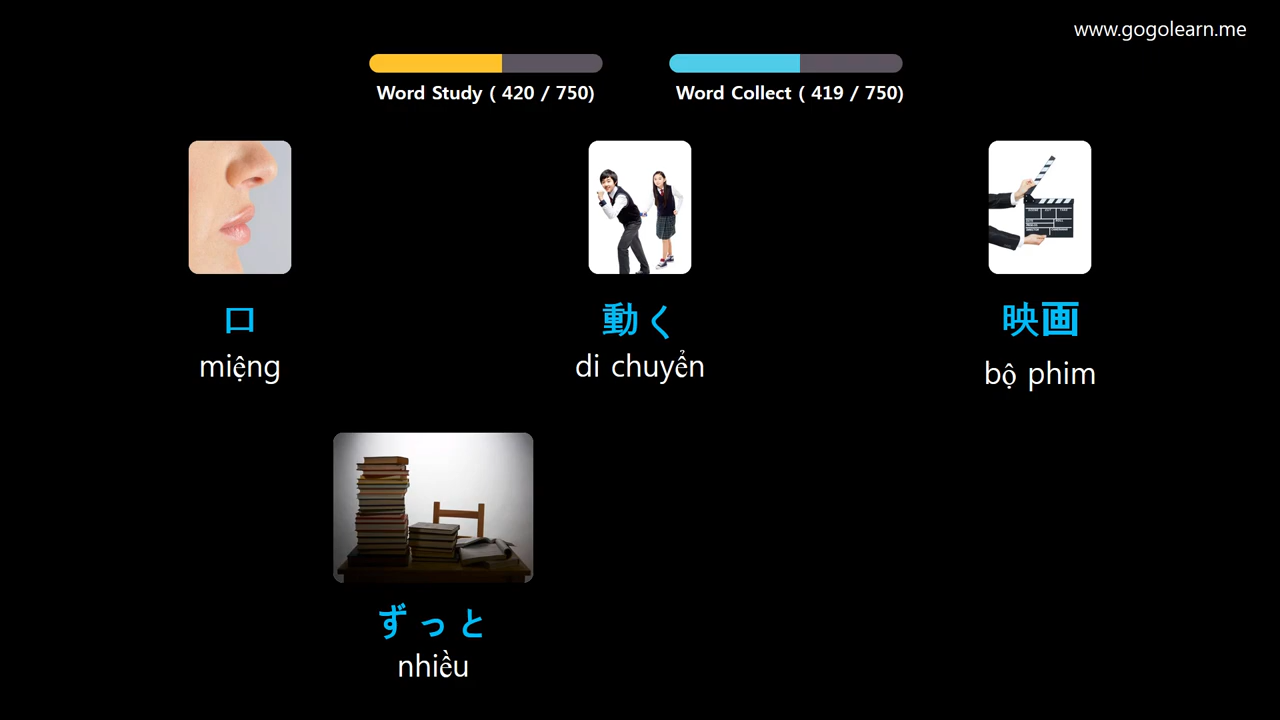 www.gogolearn.me
Word Study ( 420 / 750)
Word Collect ( 419 / 750)
口
miệng
動く
di chuyển
映画
bộ phim
ずっと
nhiều